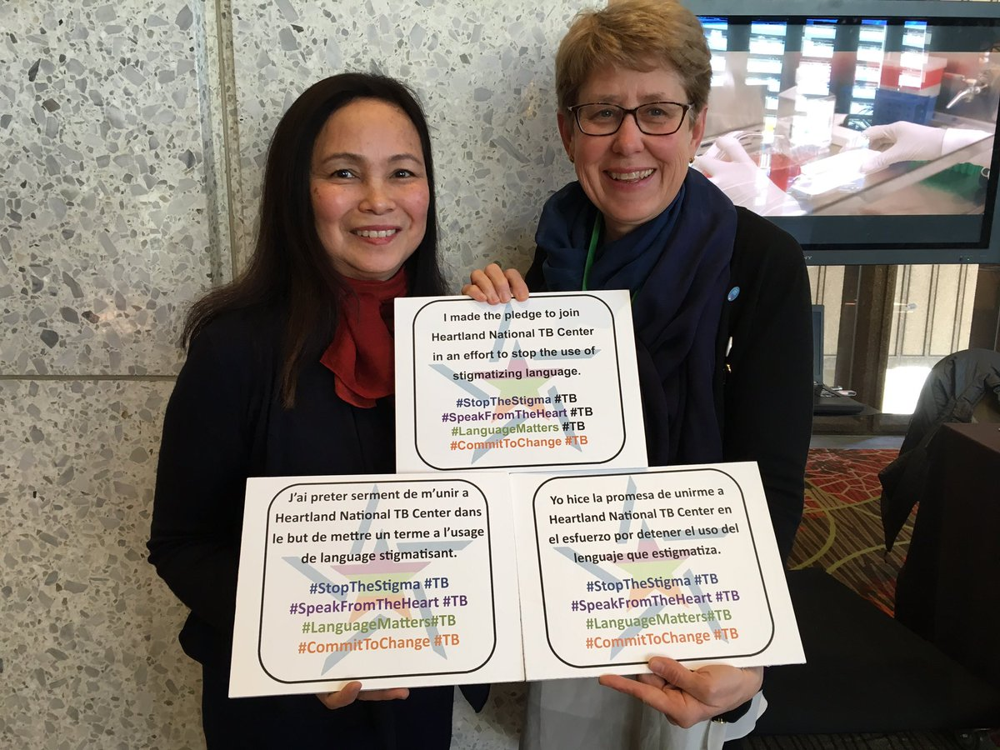 I made the pledge to join
Heartland National TB Center
in an effort to stop the use of
stigmatizing language.
#StopTheStigma #TB
#SpeakFromTheHeart #TB
#LanguageMatters #TB
#CommitToChange #TB
J’ai preter serment de m’unir a
Heartland National TB Center dans
le but de mettre un terme a l’usage
de language stigmatisant.
#StopTheStigma #TB
#SpeakFromTheHeart #TB
#LanguageMatters#TB
#CommitToChange #TB
Yo hice la promesa de unirme a
Heartland National TB Center en
el esfuerzo por detener el uso del
lenguaje que estigmatiza.
#StopTheStigma #TB
#SpeakFromTheHeart #TB
#LanguageMatters#TB
#CommitToChange #TB